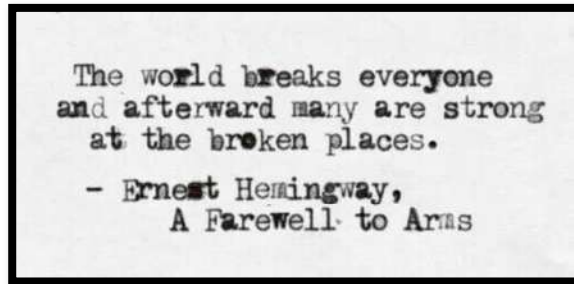 The world breaks everyone
and afterward many are strong
at the broken places.
- Ernest Hemingway,
A Farewell to Arms